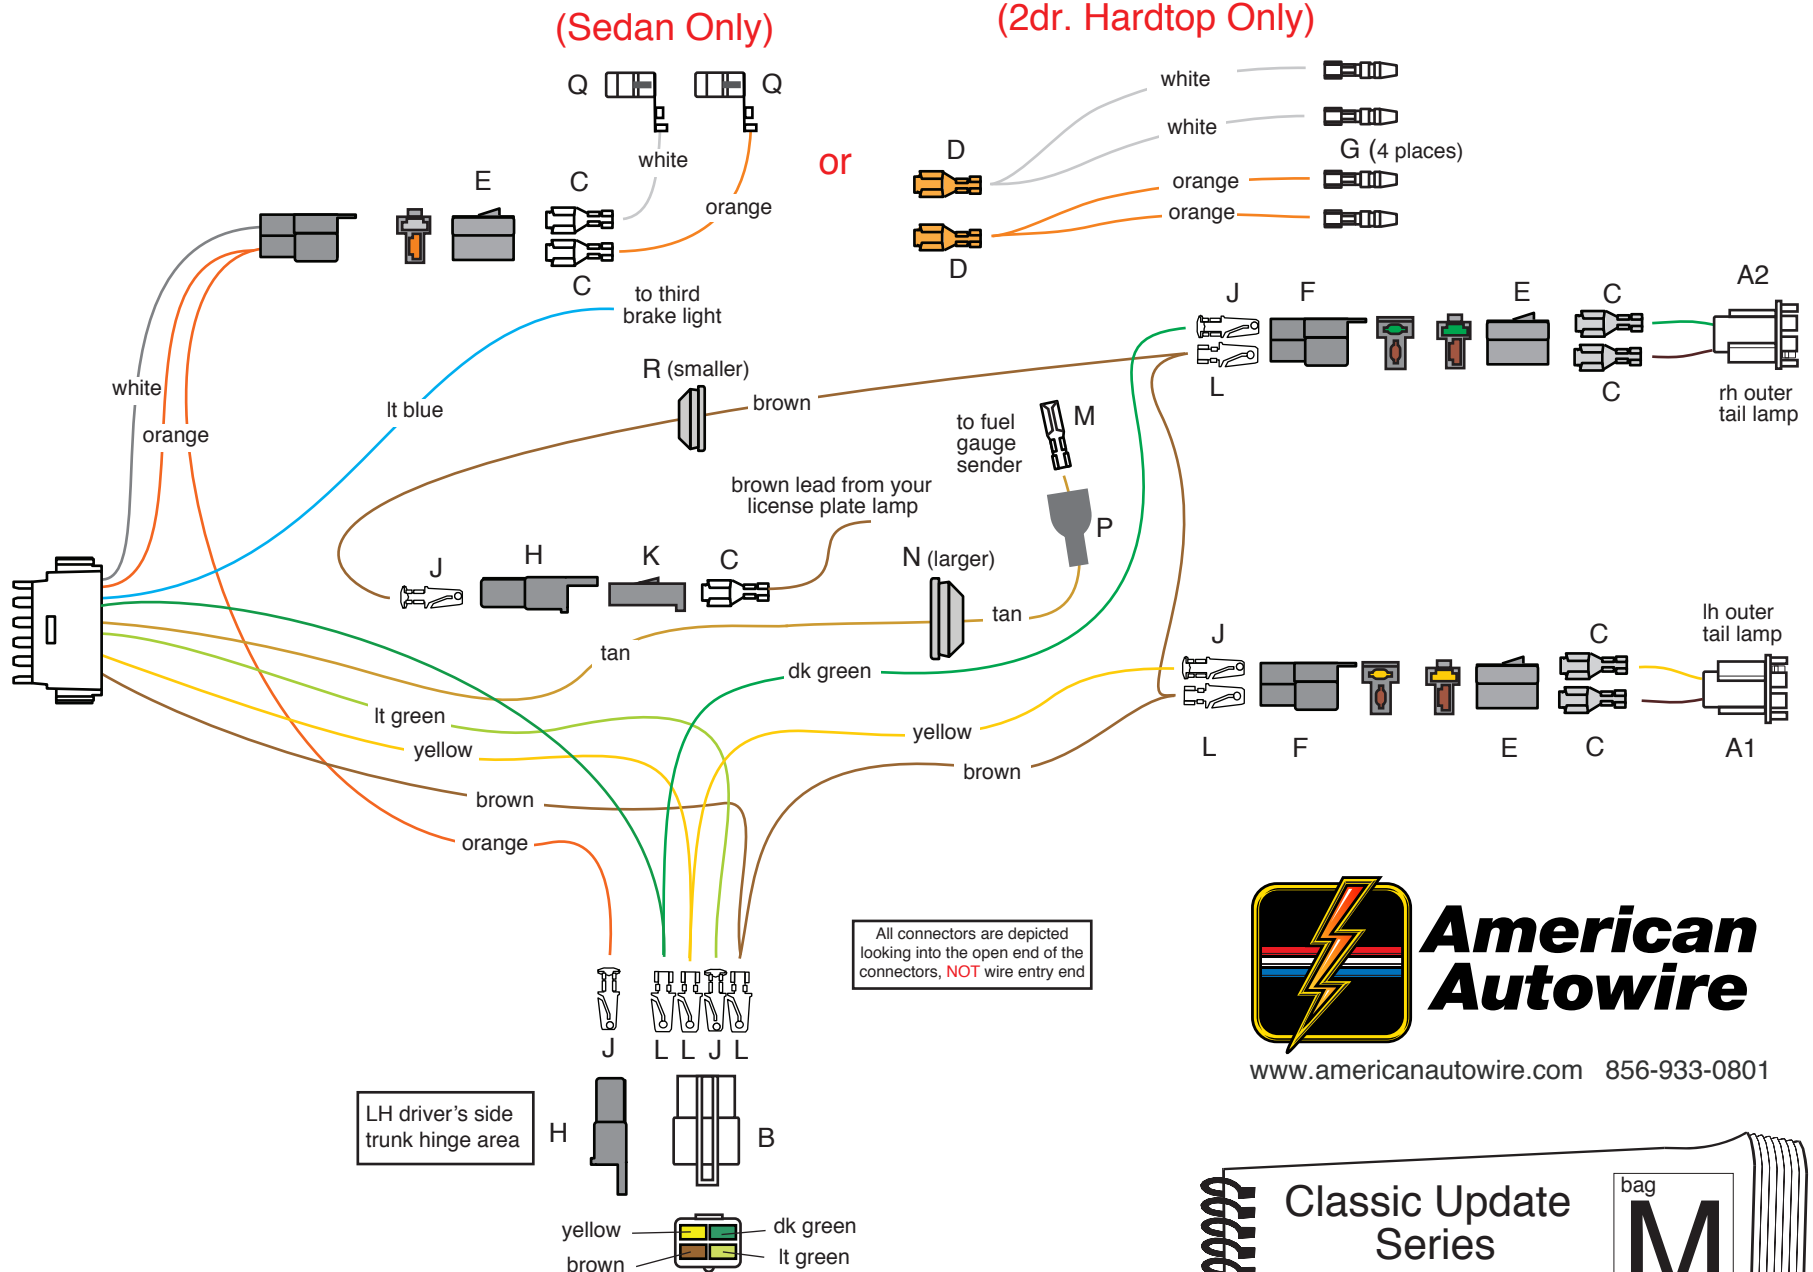 (Sedan Only)
(2dr. Hardtop Only)
Q
Q
white
orange
E
C
C
or
D
D
white
white
G (4 places)
orange
orange
to third
brake light
white
orange
lt blue
R (smaller)
brown
J
F
E
C
A2
L
C
rh outer
tail lamp
to fuel
gauge
sender
M
P
brown lead from your
license plate lamp
J
H
K
C
N (larger)
tan
tan
dk green
lt green
yellow
brown
orange
yellow
brown
J
C
lh outer
tail lamp
L
F
E
C
A1
All connectors are depicted
looking into the open end of the
connectors, NOT wire entry end
J
L
L
J
L
LH driver's side
trunk hinge area
H
B
yellow
dk green
brown
lt green
American
Autowire
www.americanautowire.com 856-933-0801
Classic Update
Series
bag
M